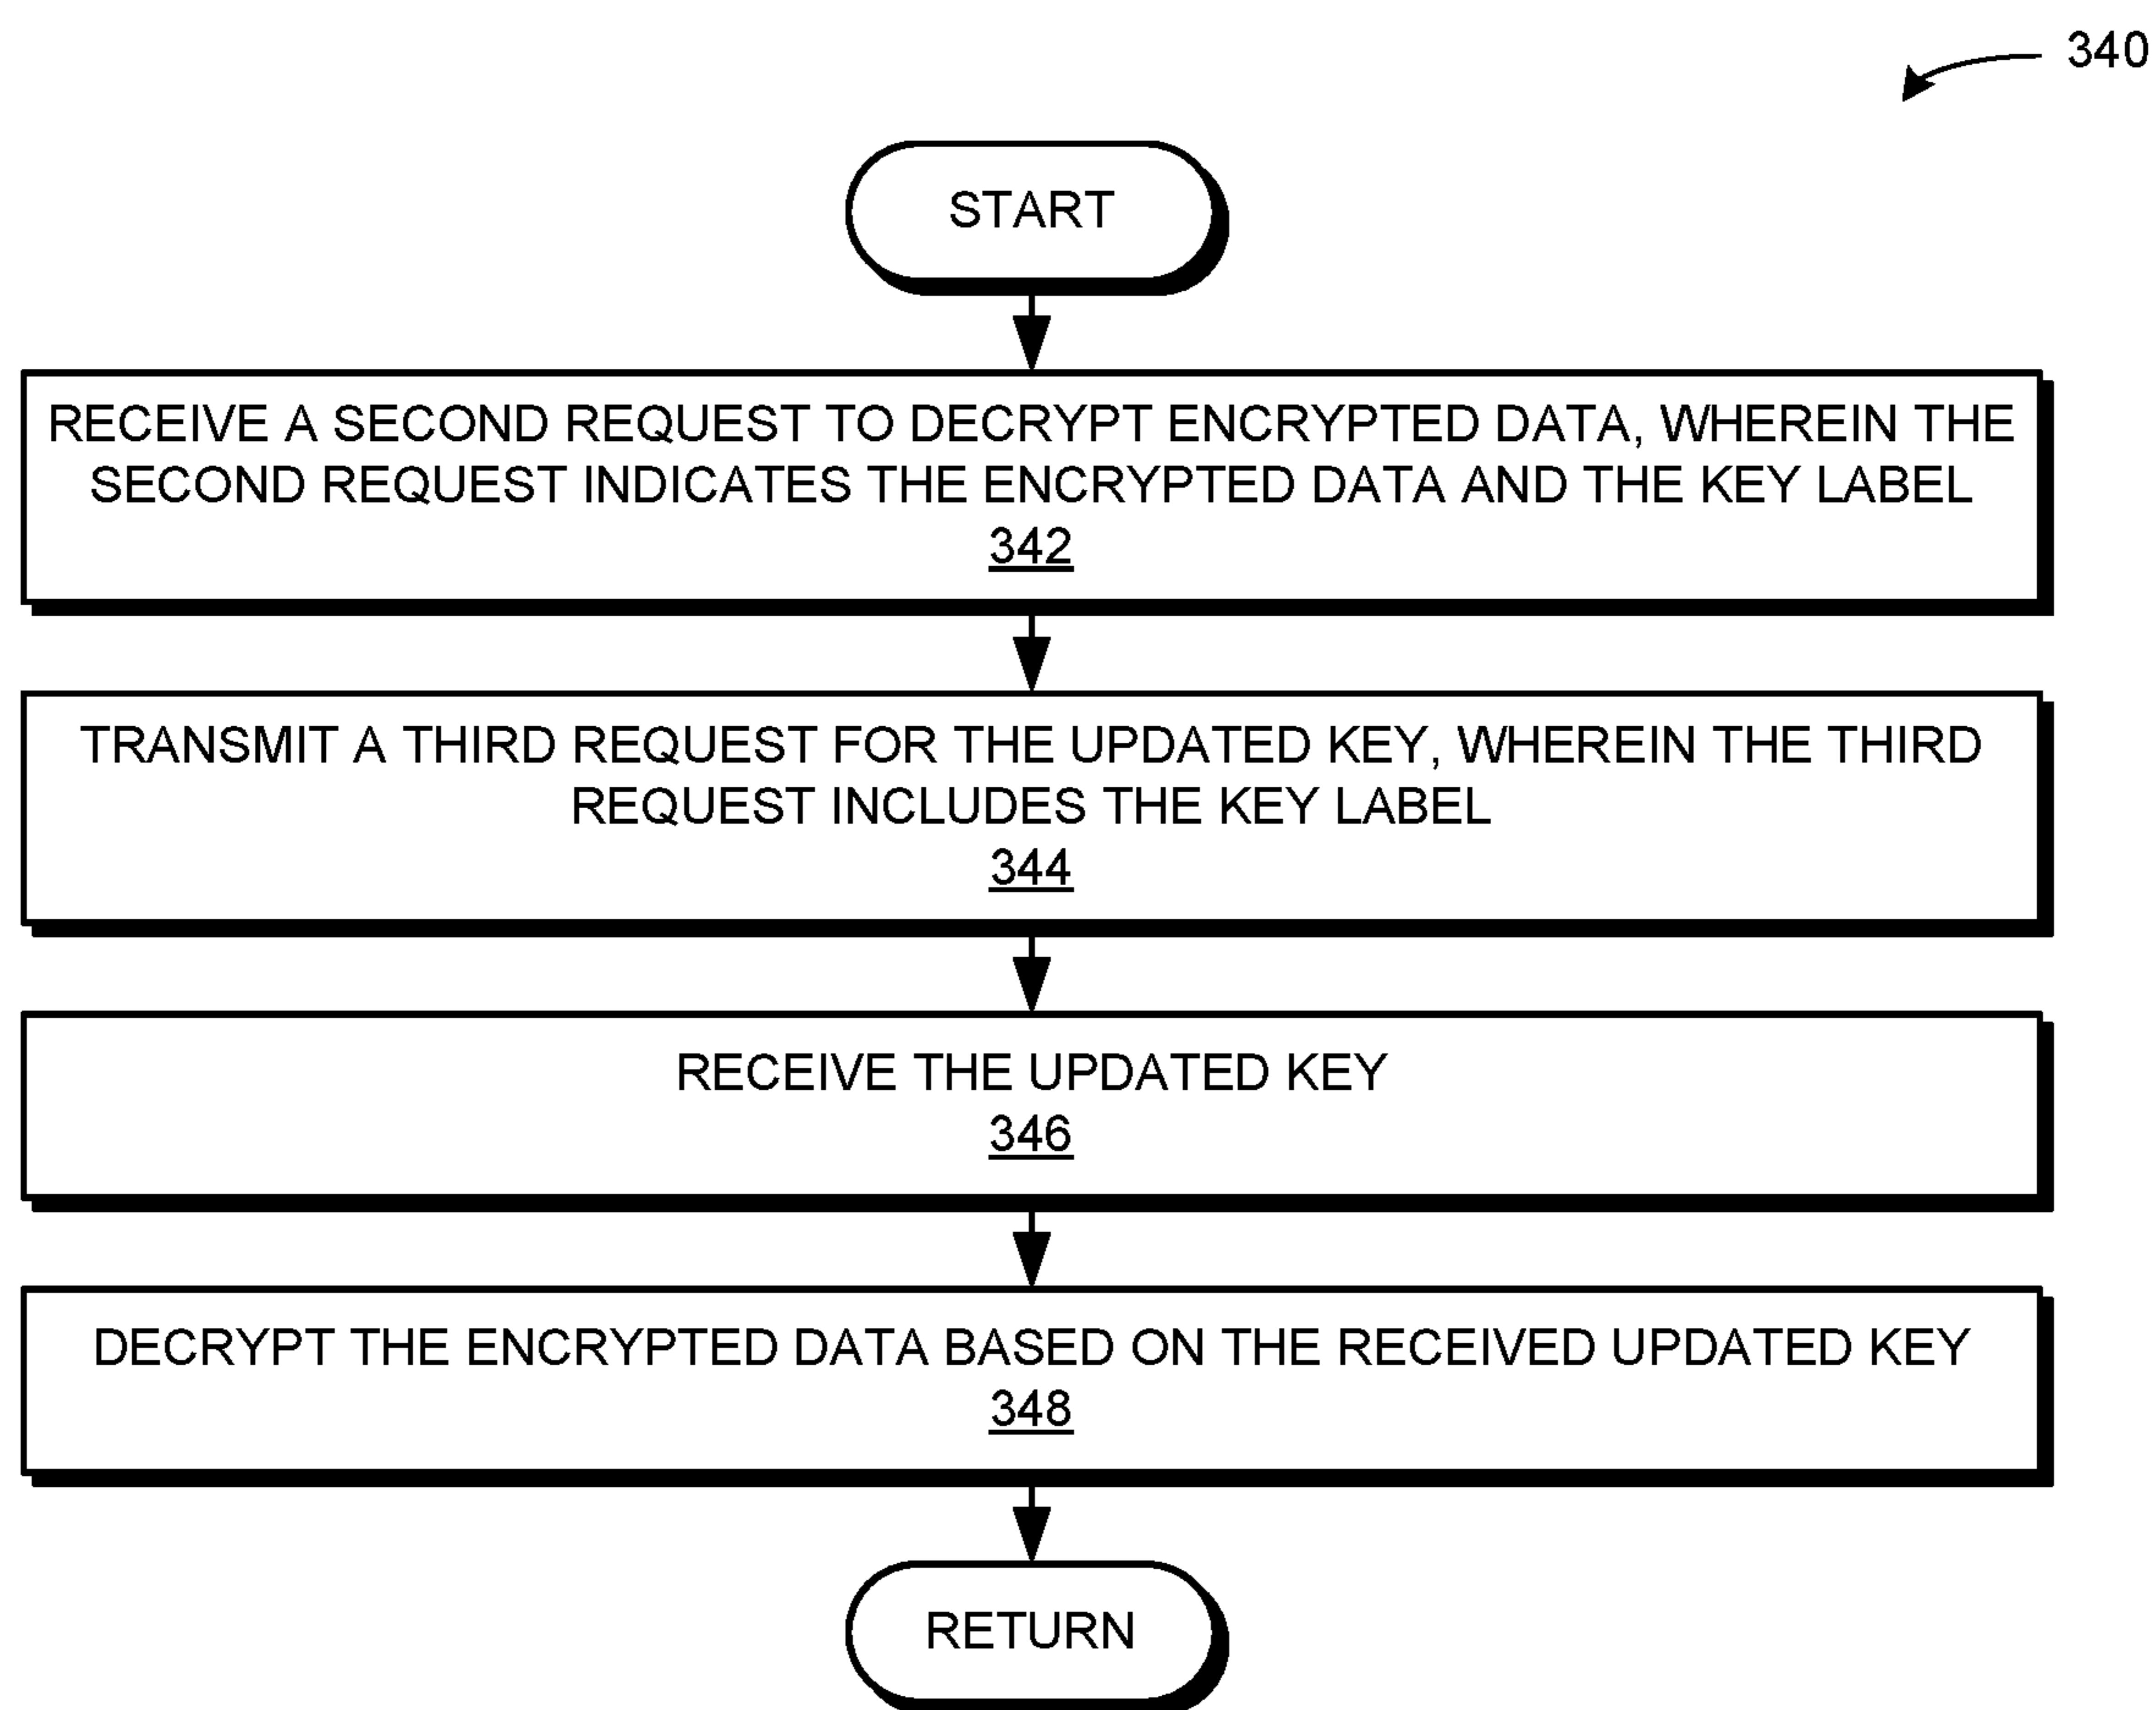 340
START
RECEIVE A SECOND REQUEST TO DECRYPT ENCRYPTED DATA, WHEREIN THE
SECOND REQUEST INDICATES THE ENCRYPTED DATA AND THE KEY LABEL
342
TRANSMIT A THIRD REQUEST FOR THE UPDATED KEY, WHEREIN THE THIRD
REQUEST INCLUDES THE KEY LABEL
344
RECEIVE THE UPDATED KEY
346
DECRYPT THE ENCRYPTED DATA BASED ON THE RECEIVED UPDATED KEY
348
RETURN